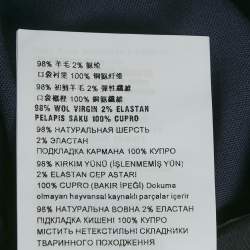 98% 羊毛 2% 氨纶
口袋衬里 100% 铜氨纤维
98% 初剪羊毛 2% 弹性纖維
口袋襯裡 100% 銅氨纖維
98% WOL VIRGIN 2% ELASTAN
PELAPIS SAKU 100% CUPRO
98% НАТУРАЛЬНАЯ ШЕРСТЬ
2% ЭЛАСТАН
ПОДКЛАДКА КАРМАНА 100% КУПРО
98% KIRKIM YÜNÜ (İŞLENMEMİŞ YÜN)
2% ELASTAN CEP ASTARI
100% CUPRO (BAKIR İPEĞİ) Dokuma
olmayan hayvansal kaynaklı parçalar içerir
98% НАТУРАЛЬНА ВОВНА 2% ЕЛАСТАН
ПІДКЛАДКА КИШЕНІ 100% КУПРО
МІСТИТЬ НЕТЕКСТИЛЬНІ СКЛАДНИКИ
ТВАРИННОГО ПОХОДЖЕННЯ